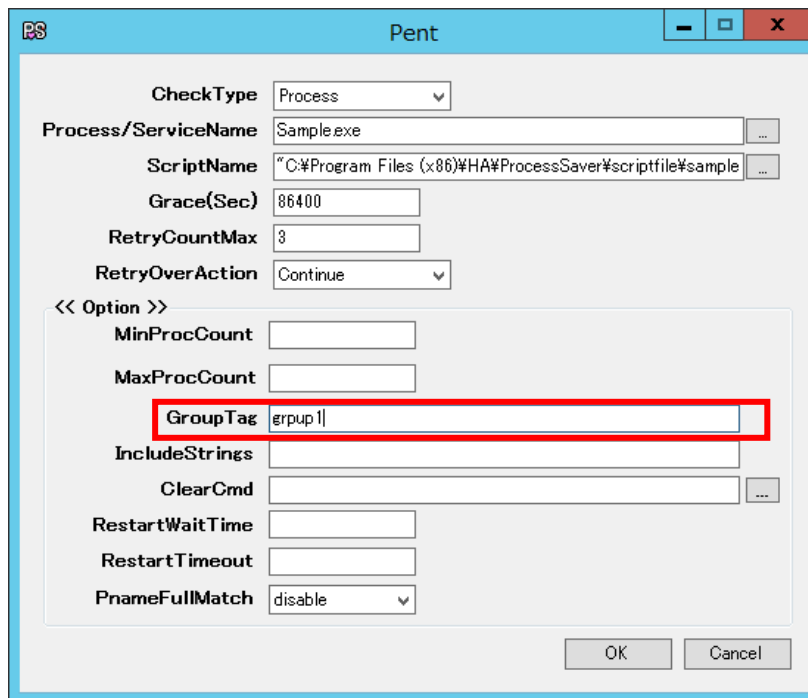 PS
Pent
CheckType Process
Process/ServiceName Sample.exe ...
ScriptName "C:¥Program Files (x86)¥HA¥ProcessSaver¥scriptfile¥sample ...
Grace(Sec) 86400
RetryCountMax 3
RetryOverAction Continue
<< Option >>
MinProcCount
MaxProcCount
GroupTag grpup1
IncludeStrings
ClearCmd ...
RestartWaitTime
RestartTimeout
PnameFullMatch disable
OK Cancel